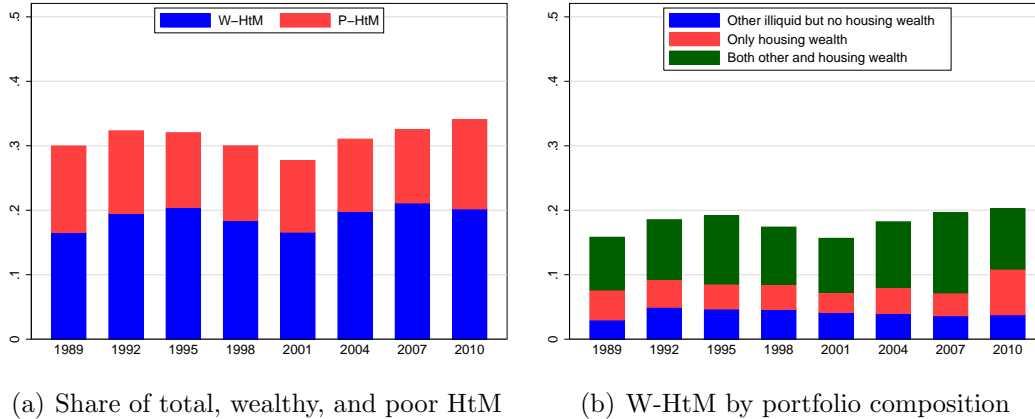 W-HtM P-HtM
.5
.4
.3
.2
.1
0
1989 1992 1995 1998 2001 2004 2007 2010
(a) Share of total, wealthy, and poor HtM
Other illiquid but no housing wealth
Only housing wealth
Both other and housing wealth
.5
.4
.3
.2
.1
0
1989 1992 1995 1998 2001 2004 2007 2010
(b) W-HtM by portfolio composition